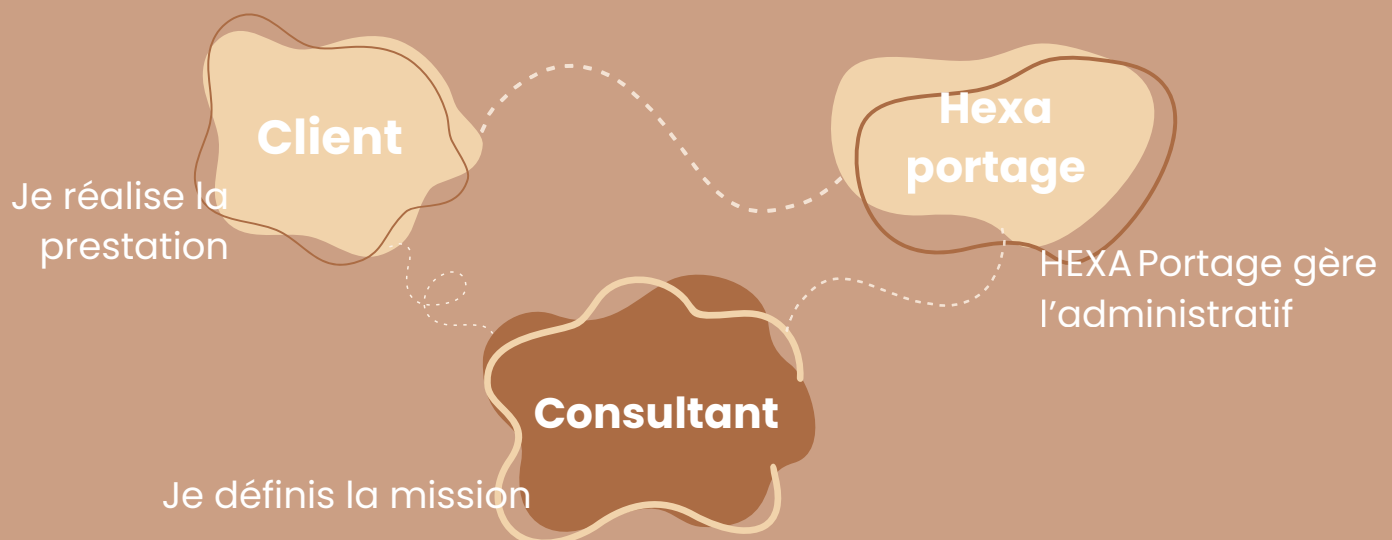 Client
Hexa
portage
Je réalise la
prestation
HEXA Portage gère
l’administratif
Consultant
Je définis la mission